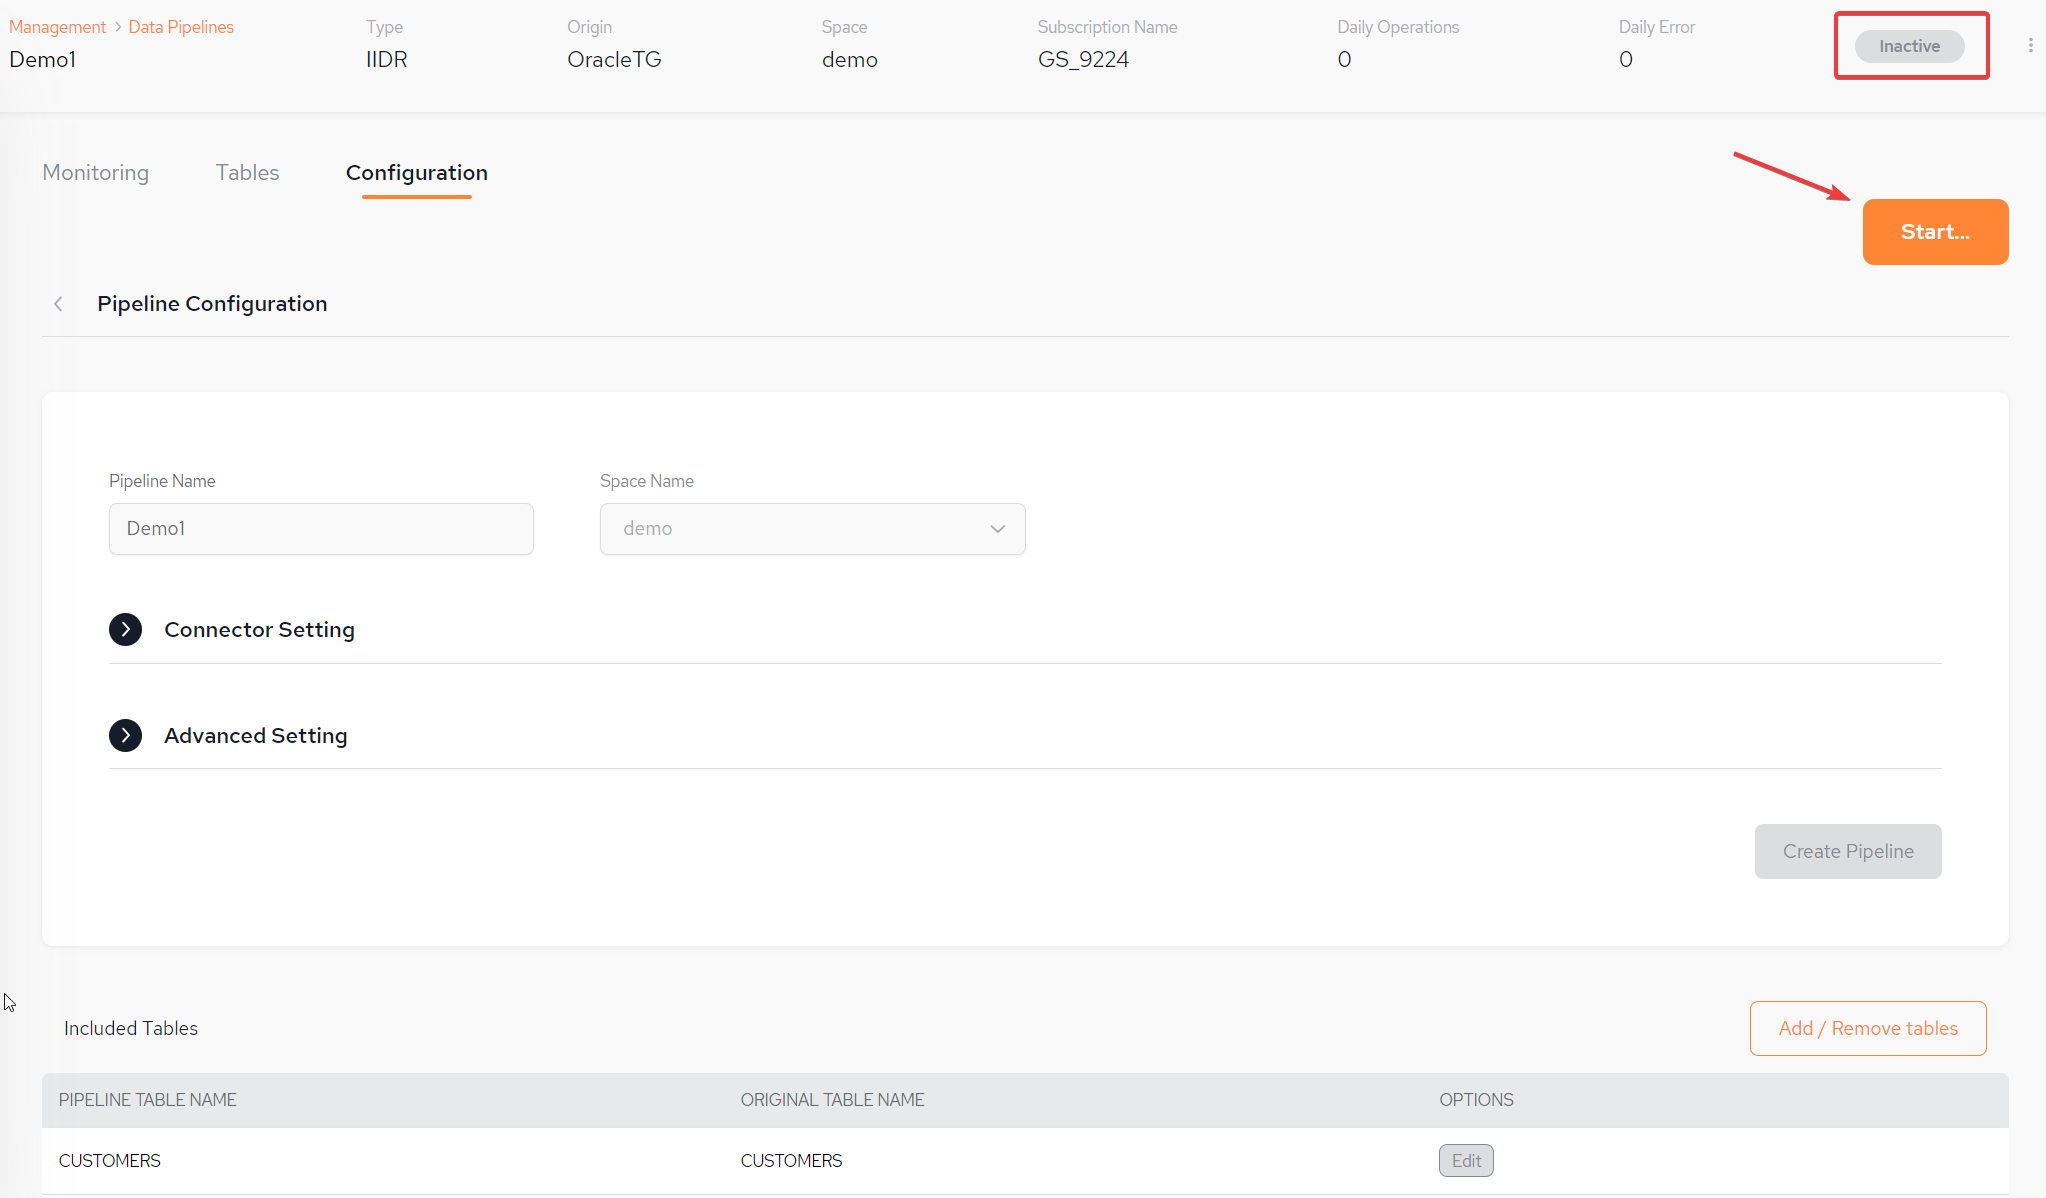 Management > Data Pipelines
Demo1
Type
IIDR
Origin
OracleTG
Space
demo
Subscription Name
GS_9224
Daily Operations
0
Daily Error
0
Inactive
Monitoring
Tables
Configuration
Start...
Pipeline Configuration
Pipeline Name
Demo1
Space Name
demo
Connector Setting
Advanced Setting
Create Pipeline
Included Tables
Add / Remove tables
PIPELINE TABLE NAME
ORIGINAL TABLE NAME
OPTIONS
CUSTOMERS
CUSTOMERS
Edit